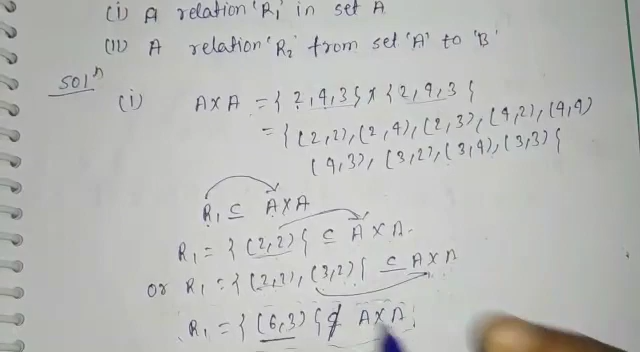 (i) A relation 'R₁' in set A
(ii) A relation 'R₂' from set 'A' to 'B'
Solⁿ
(i) A×A = {2,4,3} × {2,4,3}
= {(2,2), (2,4), (2,3), (4,2), (4,4)
(4,3), (3,2), (3,4), (3,3)}
R₁ ⊆ A×A
R₁ = {(2,2)} ⊆ A×A.
or R₁ = {(2,2), (3,2)} ⊆ A×A
R₁ = {(6,3)} ⊄ A×A